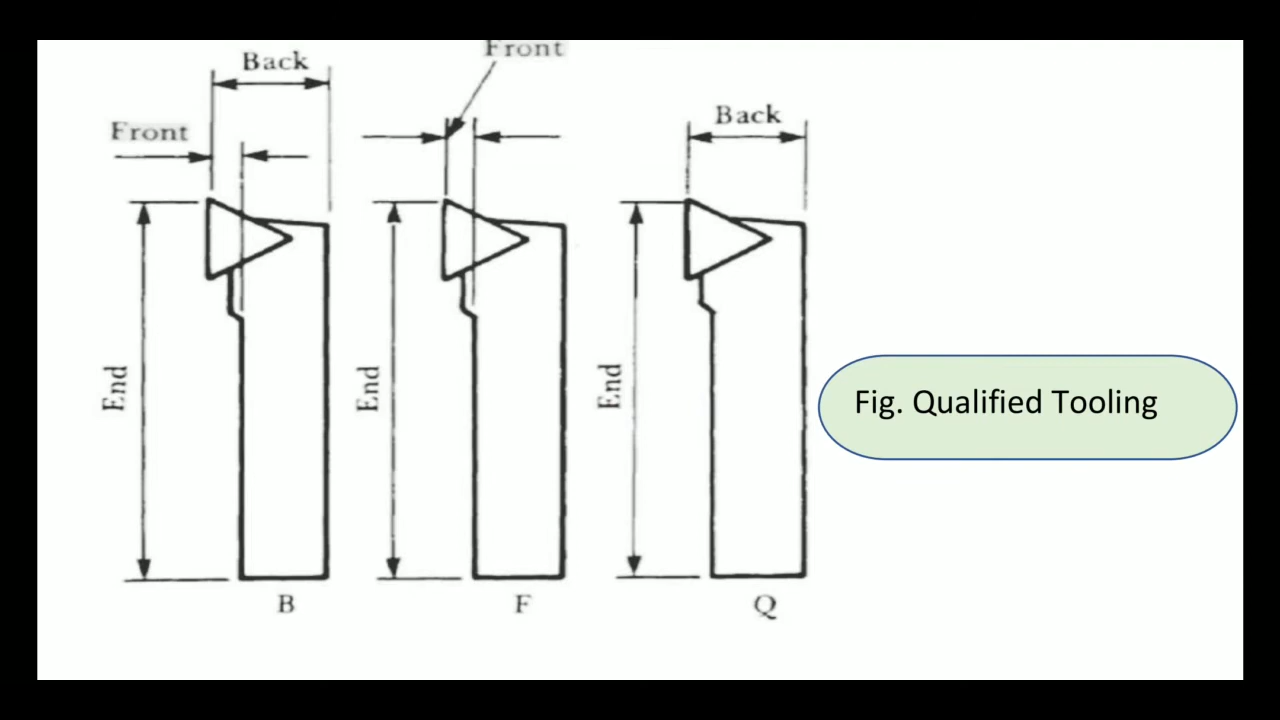 Back
Front
End
B
Front
End
F
Back
End
Q
Fig. Qualified Tooling